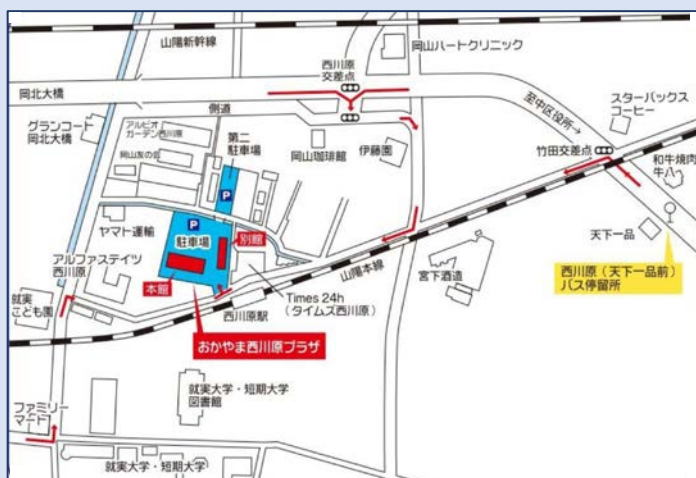 山陽新幹線
岡山ハートクリニック
西川原
交差点
岡北大橋
側道
スターバックス
コーヒー
至中区役所→
グランコート
岡北大橋
アルビオ
ガーデン西川原
第二
駐車場
岡山友の会
岡山珈琲館
伊藤園
竹田交差点
和牛焼肉
牛八
P
ヤマト運輸
P
駐車場
別館
天下一品
アルファステイツ
西川原
本館
山陽本線
宮下酒造
西川原(天下一品前)
バス停留所
就実
こども園
Times 24h
(タイムズ西川原)
西川原駅
おかやま西川原プラザ
就実大学・短期大学
図書館
ファミリー
マート
就実大学・短期大学